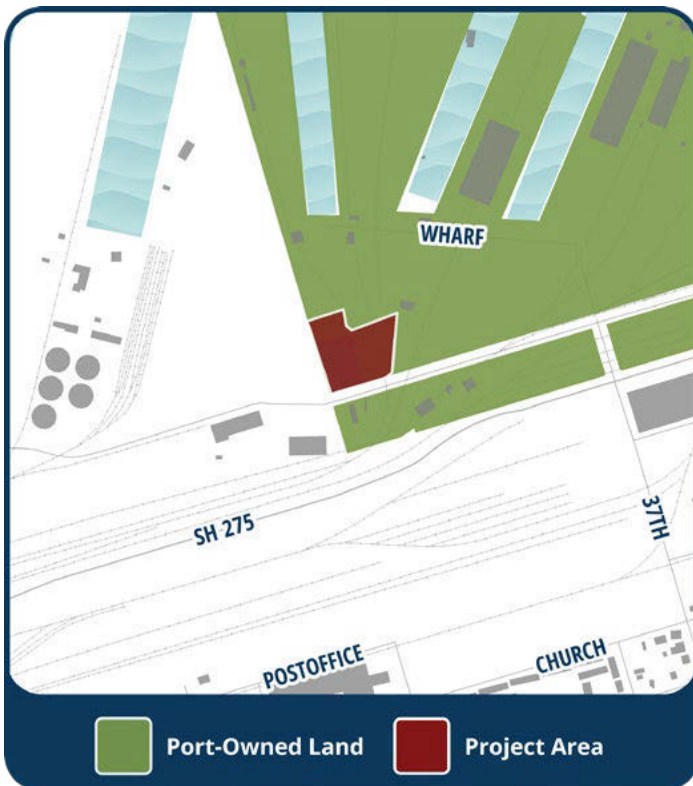 WHARF
37TH
SH 275
CHURCH
POSTOFFICE
Port-Owned Land
Project Area